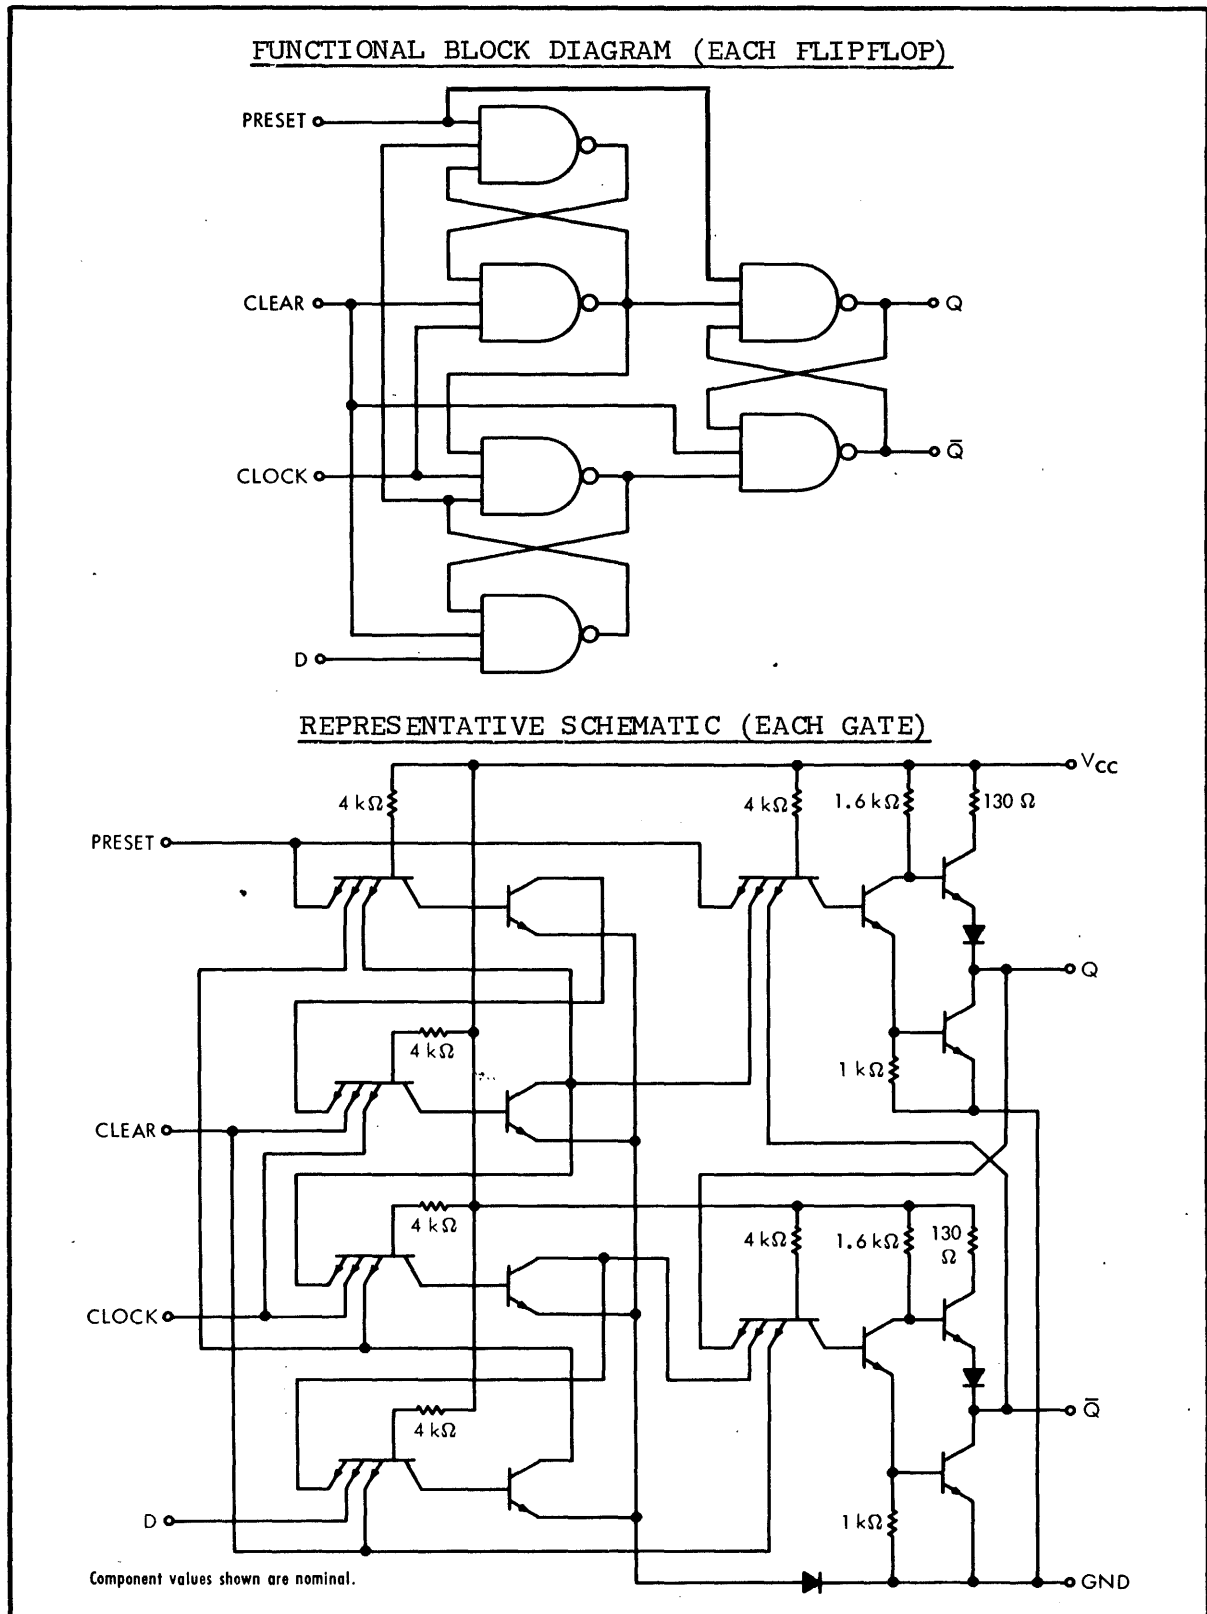 FUNCTIONAL BLOCK DIAGRAM (EACH FLIPFLOP)
PRESET
CLEAR
Q
CLOCK
Q̅
D
REPRESENTATIVE SCHEMATIC (EACH GATE)
VCC
4 kΩ
4 kΩ
1.6 kΩ
130 Ω
PRESET
Q
4 kΩ
1 kΩ
CLEAR
4 kΩ
4 kΩ
1.6 kΩ
130
Ω
CLOCK
4 kΩ
Q̅
D
1 kΩ
Component values shown are nominal.
GND